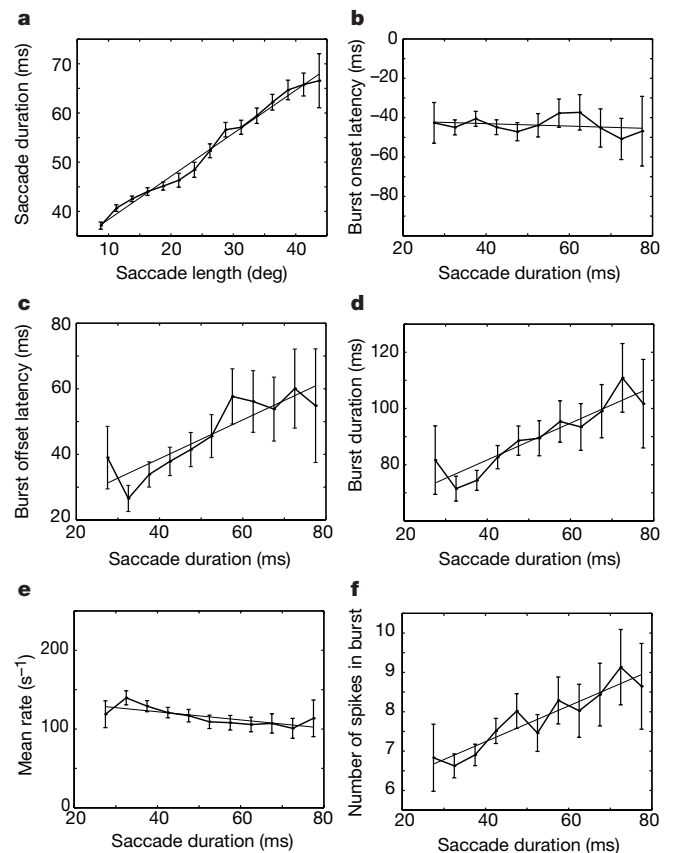 a
Saccade duration (ms)
70
60
50
40
10 20 30 40
Saccade length (deg)
b
Burst onset latency (ms)
0
−20
−40
−60
−80
20 40 60 80
Saccade duration (ms)
c
Burst offset latency (ms)
80
60
40
20
20 40 60 80
Saccade duration (ms)
d
Burst duration (ms)
120
100
80
20 40 60 80
Saccade duration (ms)
e
Mean rate (s−1)
200
100
0
20 40 60 80
Saccade duration (ms)
f
Number of spikes in burst
10
9
8
7
6
20 40 60 80
Saccade duration (ms)